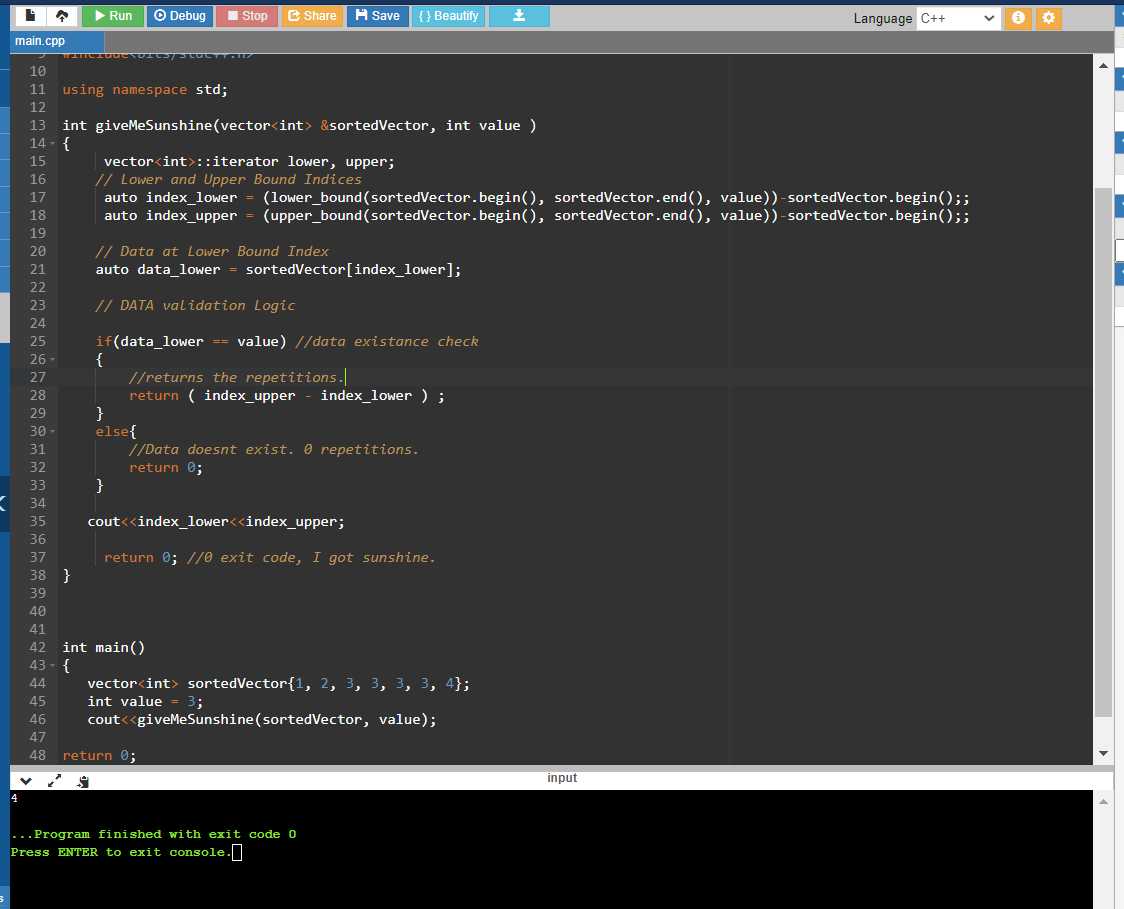 Run Debug Stop Share Save { } Beautify Language C++
main.cpp
9 #include<bits/stdc++.h>
10
11 using namespace std;
12
13 int giveMeSunshine(vector<int> &sortedVector, int value )
14 {
15 vector<int>::iterator lower, upper;
16 // Lower and Upper Bound Indices
17 auto index_lower = (lower_bound(sortedVector.begin(), sortedVector.end(), value))-sortedVector.begin();;
18 auto index_upper = (upper_bound(sortedVector.begin(), sortedVector.end(), value))-sortedVector.begin();;
19
20 // Data at Lower Bound Index
21 auto data_lower = sortedVector[index_lower];
22
23 // DATA validation Logic
24
25 if(data_lower == value) //data existance check
26 {
27 //returns the repetitions.
28 return ( index_upper - index_lower ) ;
29 }
30 else{
31 //Data doesnt exist. 0 repetitions.
32 return 0;
33 }
34
35 cout<<index_lower<<index_upper;
36
37 return 0; //0 exit code, I got sunshine.
38 }
39
40
41
42 int main()
43 {
44 vector<int> sortedVector{1, 2, 3, 3, 3, 3, 4};
45 int value = 3;
46 cout<<giveMeSunshine(sortedVector, value);
47
48 return 0;
input
4
...Program finished with exit code 0
Press ENTER to exit console.